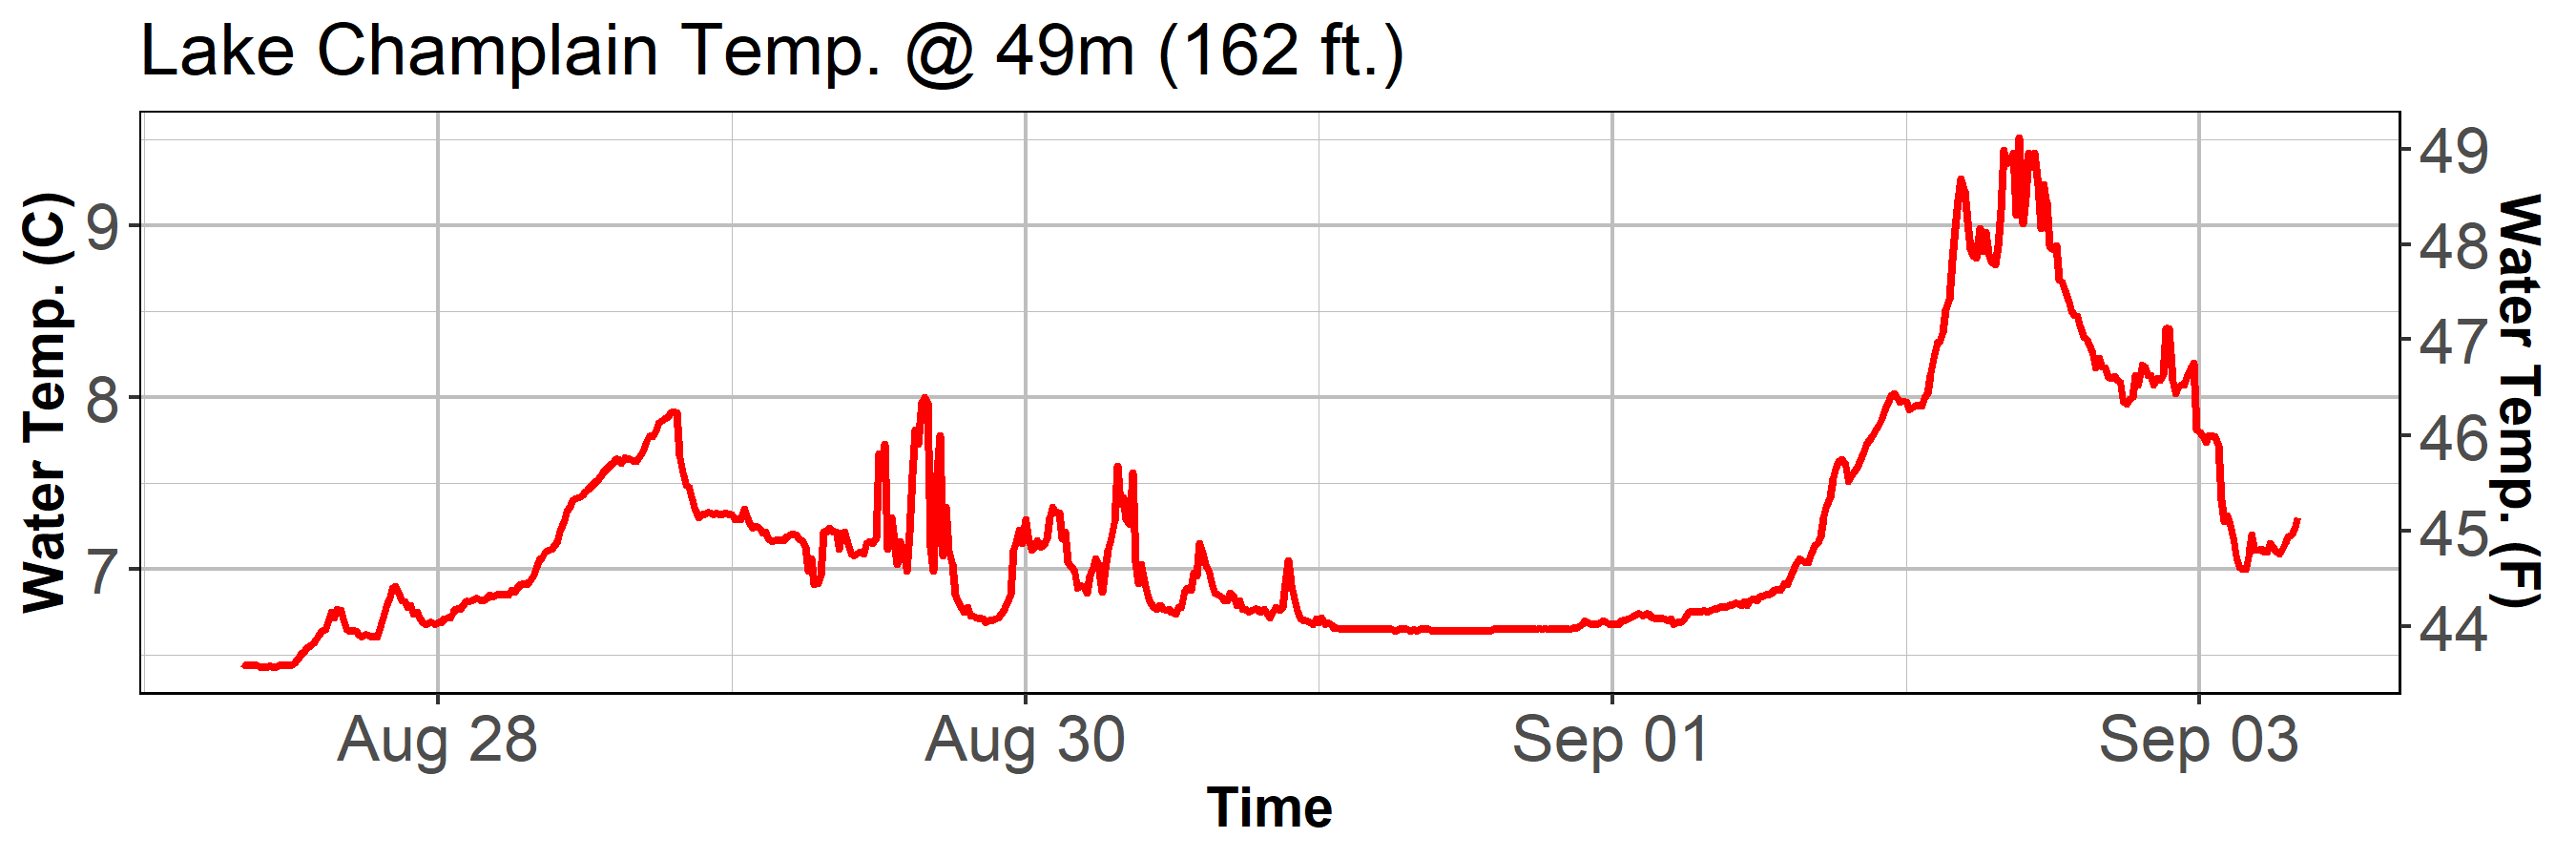 Lake Champlain Temp. @ 49m (162 ft.)
Water Temp. (C)
9
8
7
49
48
47
46
45
44
Water Temp. (F)
Aug 28
Aug 30
Sep 01
Sep 03
Time